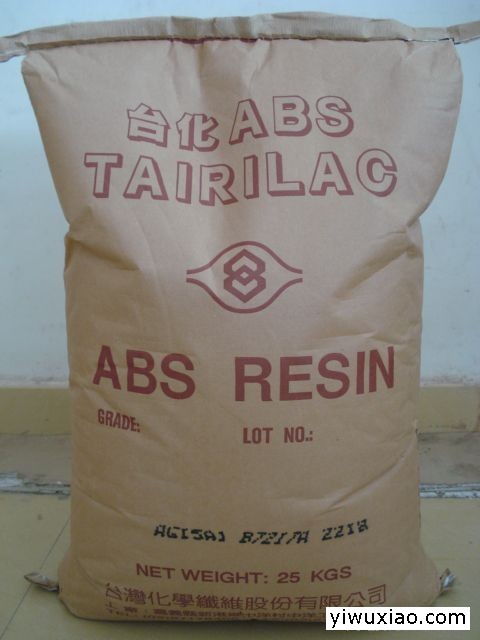 台化ABS
TAIRILAC
ABS RESIN
GRADE:
LOT NO.:
NET WEIGHT: 25 KGS
台灣化學纖維股份有限公司
yiwuxiao.com